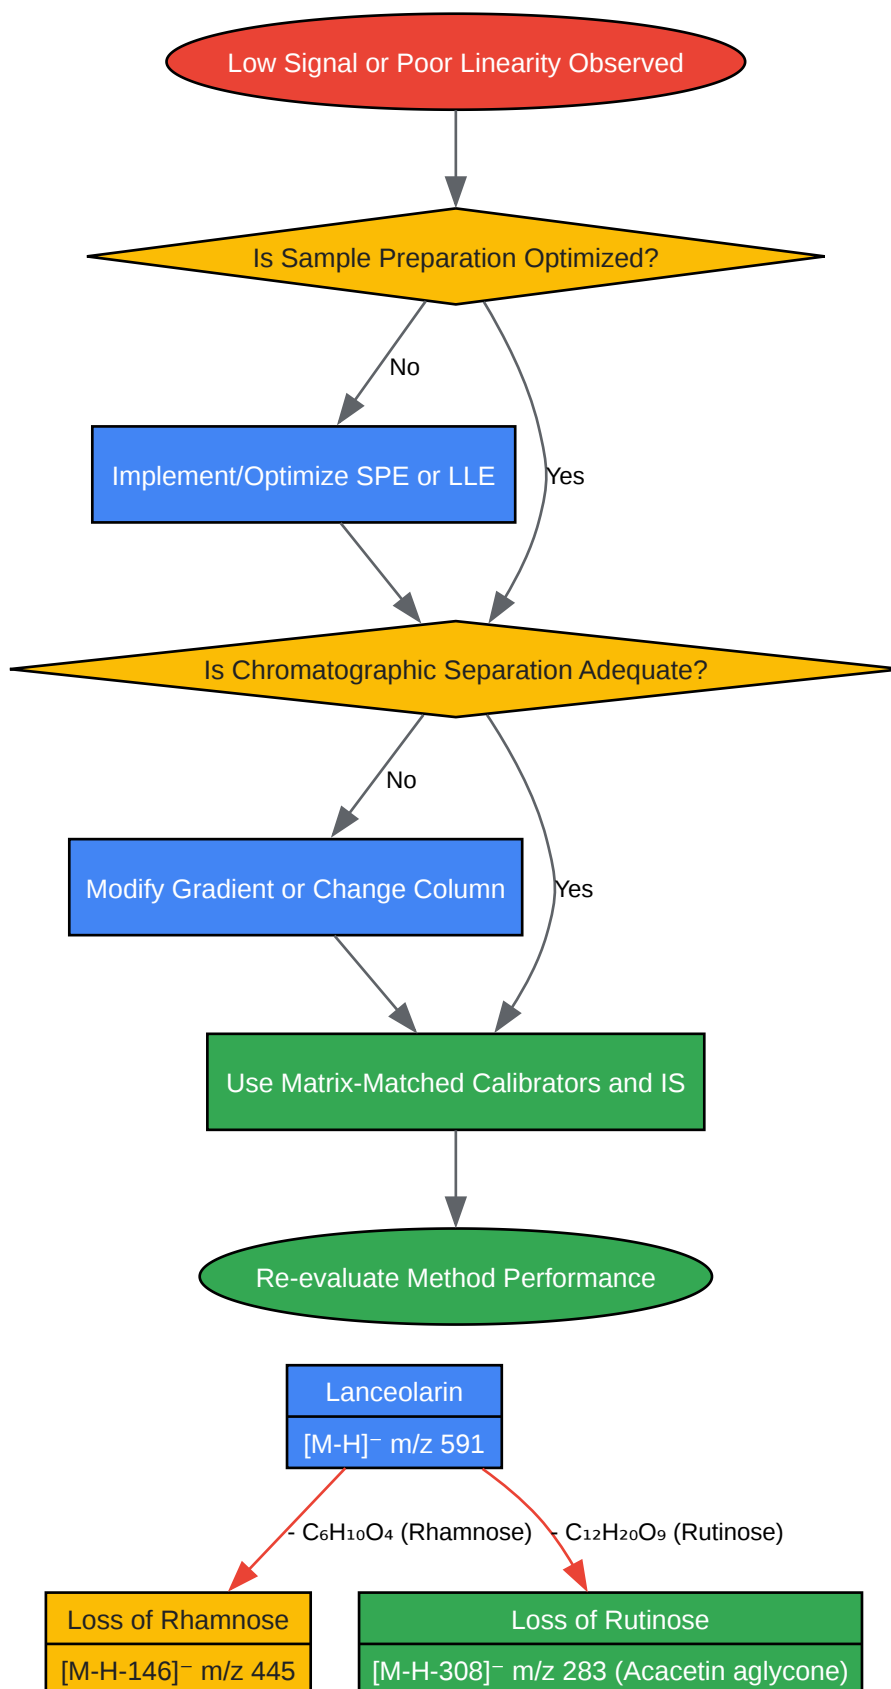 Low Signal or Poor Linearity Observed
Is Sample Preparation Optimized?
No
Implement/Optimize SPE or LLE
Yes
Is Chromatographic Separation Adequate?
No
Modify Gradient or Change Column
Yes
Use Matrix-Matched Calibrators and IS
Re-evaluate Method Performance
Lanceolarin
[M-H]⁻ m/z 591
- C₆H₁₀O₄ (Rhamnose)
- C₁₂H₂₀O₉ (Rutinose)
Loss of Rhamnose
[M-H-146]⁻ m/z 445
Loss of Rutinose
[M-H-308]⁻ m/z 283 (Acacetin aglycone)